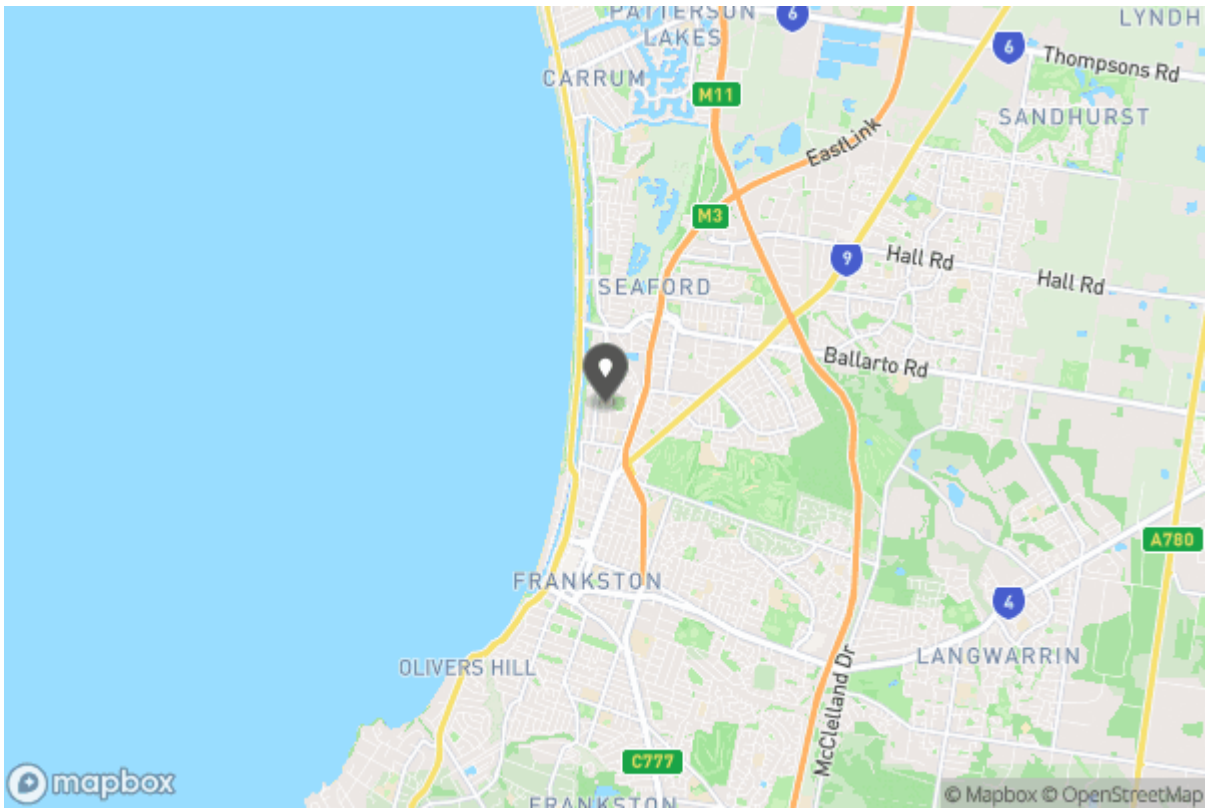 PATTERSON
LAKES
6
LYNDH
6
Thompsons Rd
CARRUM
M11
SANDHURST
EastLink
M3
9
Hall Rd
Hall Rd
SEAFORD
Ballarto Rd
A780
FRANKSTON
4
LANGWARRIN
OLIVERS HILL
McClelland Dr
C777
FRANKSTON
mapbox
© Mapbox © OpenStreetMap